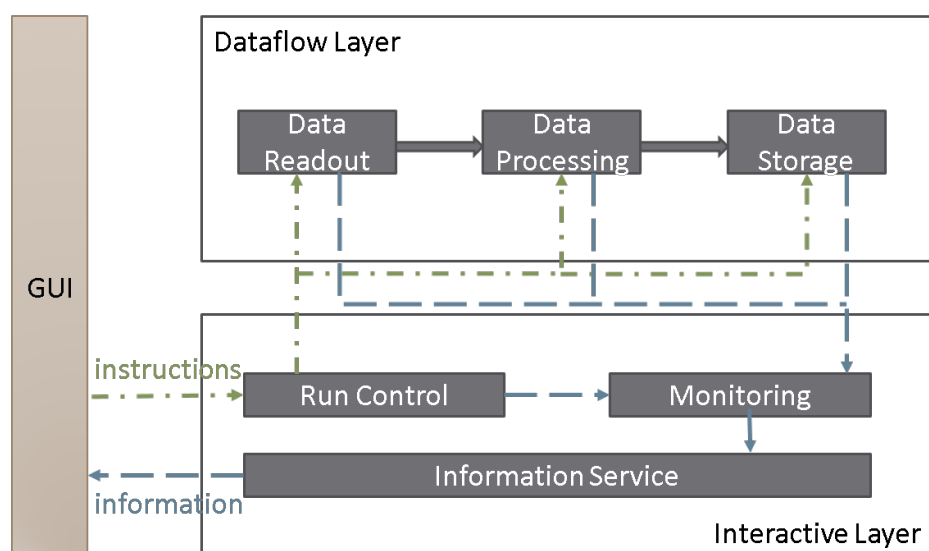 Dataflow Layer
Data
Readout
Data
Processing
Data
Storage
GUI
instructions
Run Control
Monitoring
Information Service
information
Interactive Layer